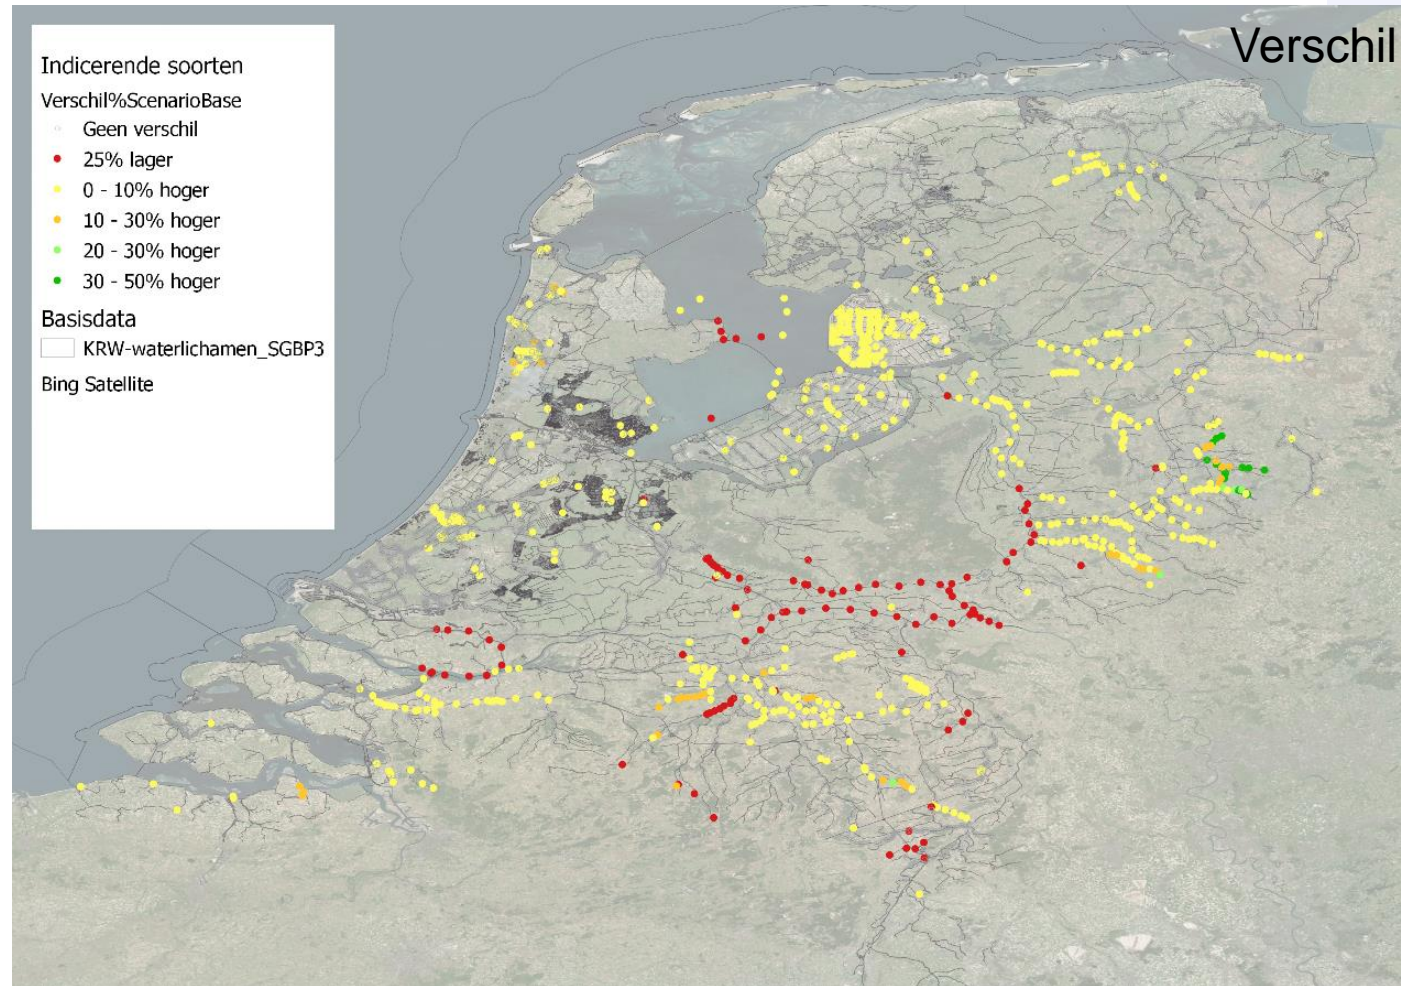 Verschil
Indicerende soorten
Verschil%ScenarioBase
Geen verschil
25% lager
0 - 10% hoger
10 - 30% hoger
20 - 30% hoger
30 - 50% hoger
Basisdata
KRW-waterlichamen_SGBP3
Bing Satellite